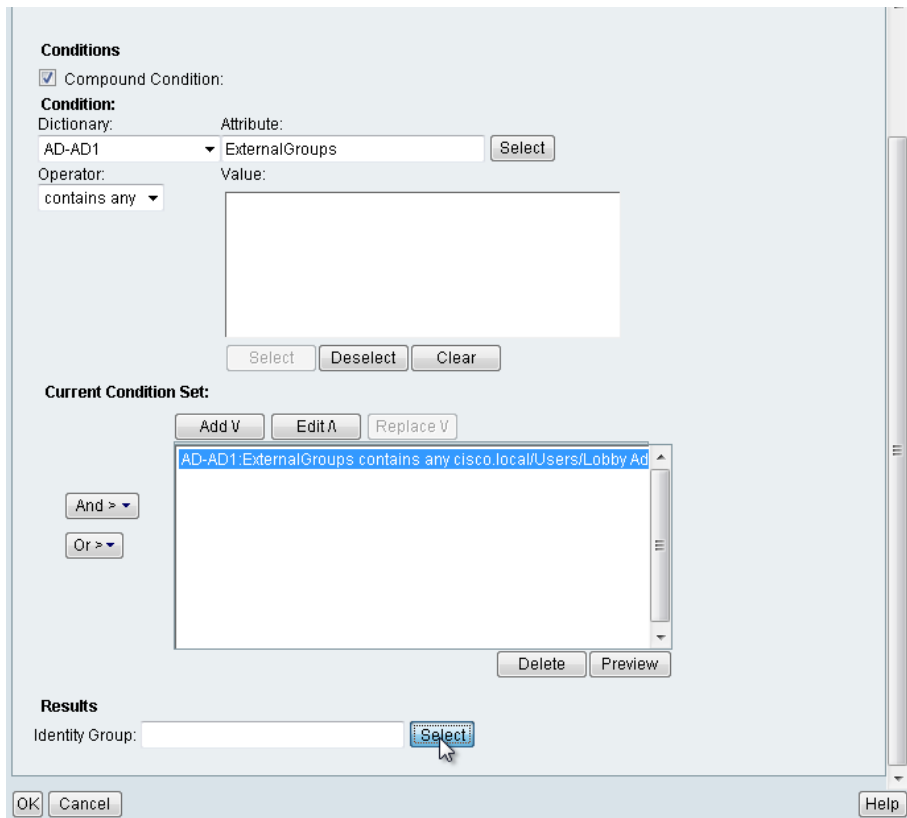 Conditions
Compound Condition:
Condition:
Dictionary: Attribute:
AD-AD1 ExternalGroups Select
Operator: Value:
contains any
Select Deselect Clear
Current Condition Set:
Add V Edit Λ Replace V
AD-AD1:ExternalGroups contains any cisco.local/Users/Lobby Ad
And >
Or >
Delete Preview
Results
Identity Group: Select
OK Cancel Help